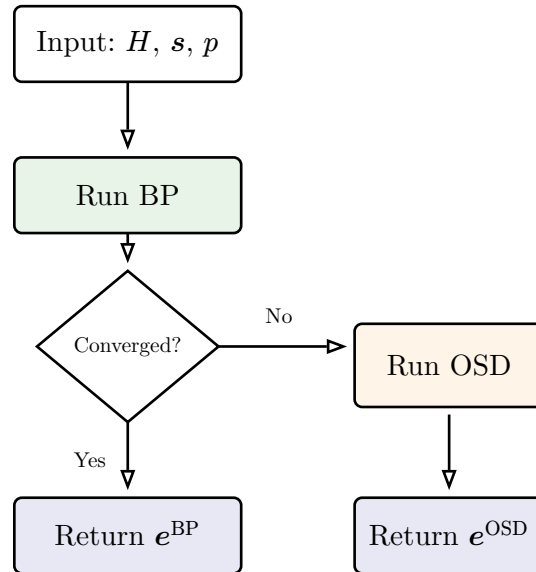 Input: H, s, p
Run BP
Converged?
No
Run OSD
Yes
Return e^BP
Return e^OSD